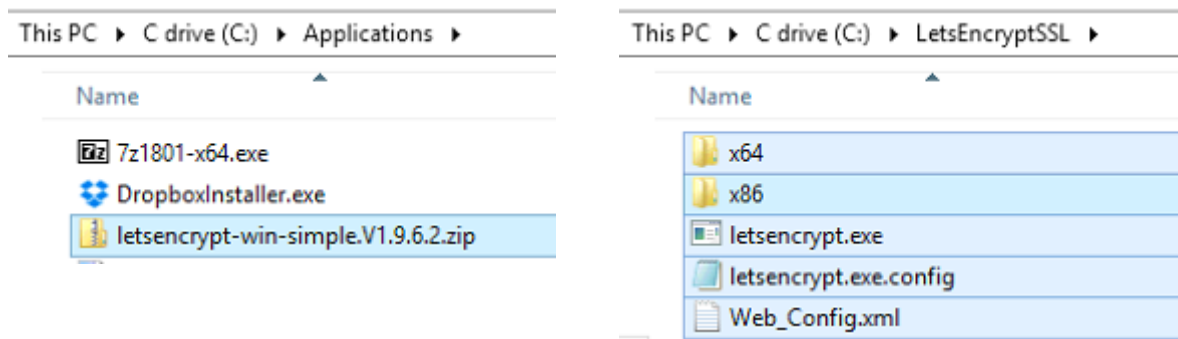 This PC ▸ C drive (C:) ▸ Applications ▸
Name
7z1801-x64.exe
DropboxInstaller.exe
letsencrypt-win-simple.V1.9.6.2.zip
This PC ▸ C drive (C:) ▸ LetsEncryptSSL ▸
Name
x64
x86
letsencrypt.exe
letsencrypt.exe.config
Web_Config.xml